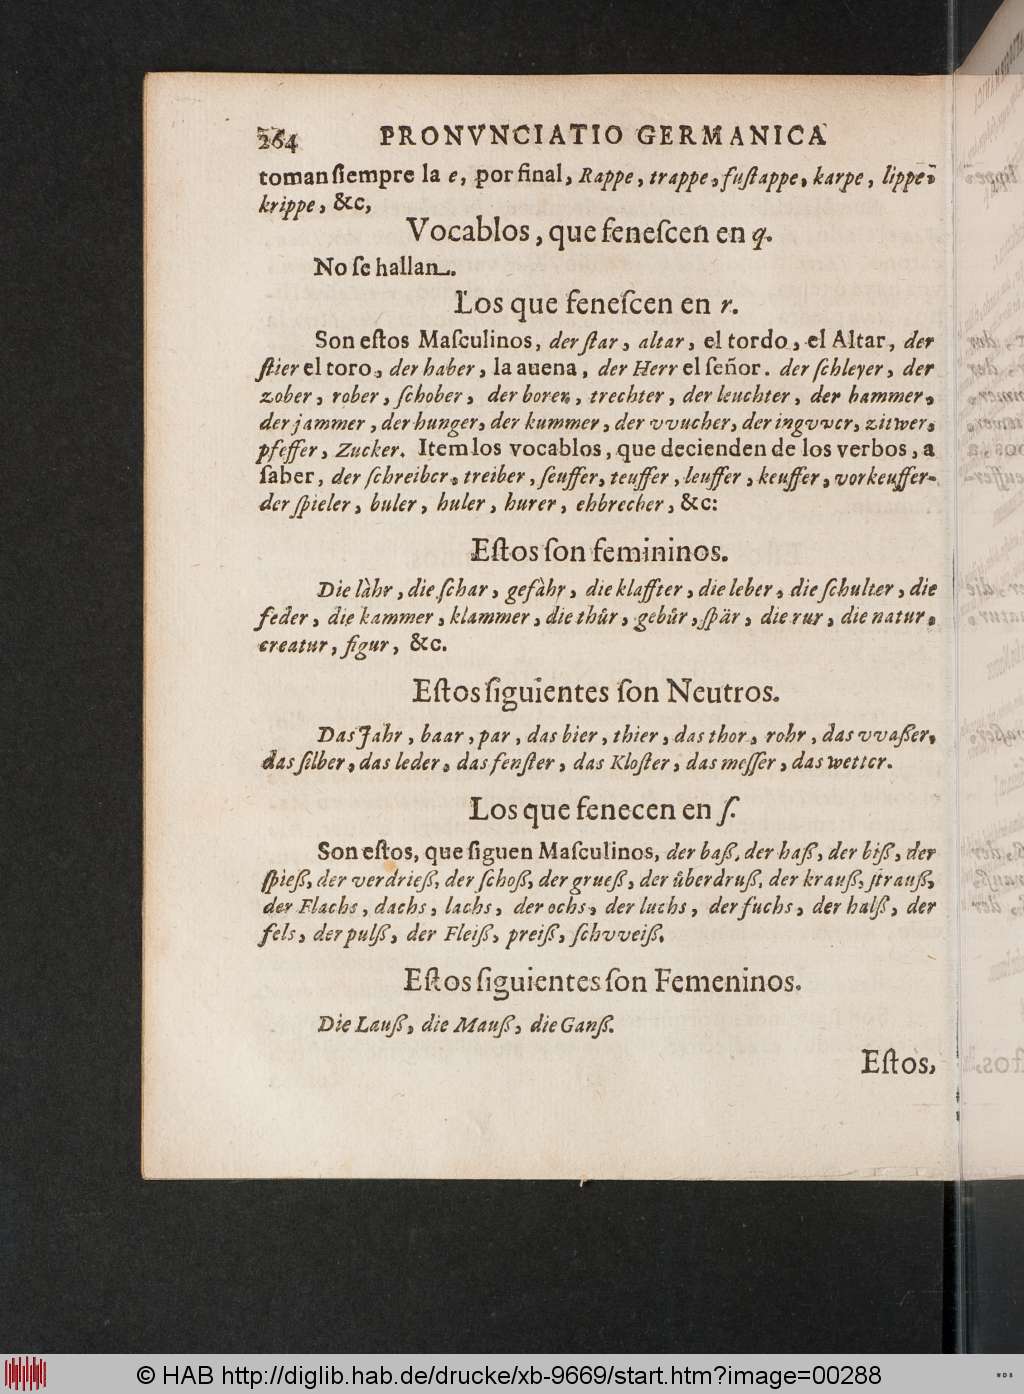 264 PRONVNCIATIO GERMANICA
toman ſiempre la e, por final, Rappe, trappe, fuſtappe, karpe, lippe,
krippe, &c,
Vocablos, que feneſcen en q.
No ſe hallan.
Los que feneſcen en r.
Son eſtos Maſculinos, der ſtar, altar, el tordo, el Altar, der
ſtier el toro, der haber, la auena, der Herr el ſeñor. der ſchleyer, der
zober, rober, ſchober, der borer, trechter, der leuchter, der hammer,
der jammer, der hunger, der kummer, der vvucher, der ingvver, zitwer,
pfeffer, Zucker. Item los vocablos, que decienden de los verbos, a
ſaber, der ſchreiber, treiber, ſeuffer, teuffer, leuffer, keuffer, vorkeuffer-
der ſpieler, buler, huler, hurer, ehbrecher, &c:
Eſtos ſon femininos.
Die làhr, die ſchar, gefàhr, die klaffter, die leber, die ſchulter, die
feder, die kammer, klammer, die thůr, gebůr, ſpär, die rur, die natur,
creatur, figur, &c.
Eſtos ſiguientes ſon Neutros.
Das Jahr, baar, par, das bier, thier, das thor, rohr, das vvaßer,
das ſilber, das leder, das fenſter, das Kloſter, das meſſer, das wetter.
Los que fenecen en ſ.
Son eſtos, que ſiguen Maſculinos, der baß, der haß, der biß, der
ſpieß, der verdrieß, der ſchoß, der grueß, der ůberdruß, der krauß, ſtrauß,
der Flachs, dachs, lachs, der ochs, der luchs, der fuchs, der halß, der
fels, der pulß, der Fleiß, preiß, ſchvveiß.
Eſtos ſiguientes ſon Femeninos.
Die Lauß, die Mauß, die Ganß.
Eſtos,
© HAB http://diglib.hab.de/drucke/xb-9669/start.htm?image=00288